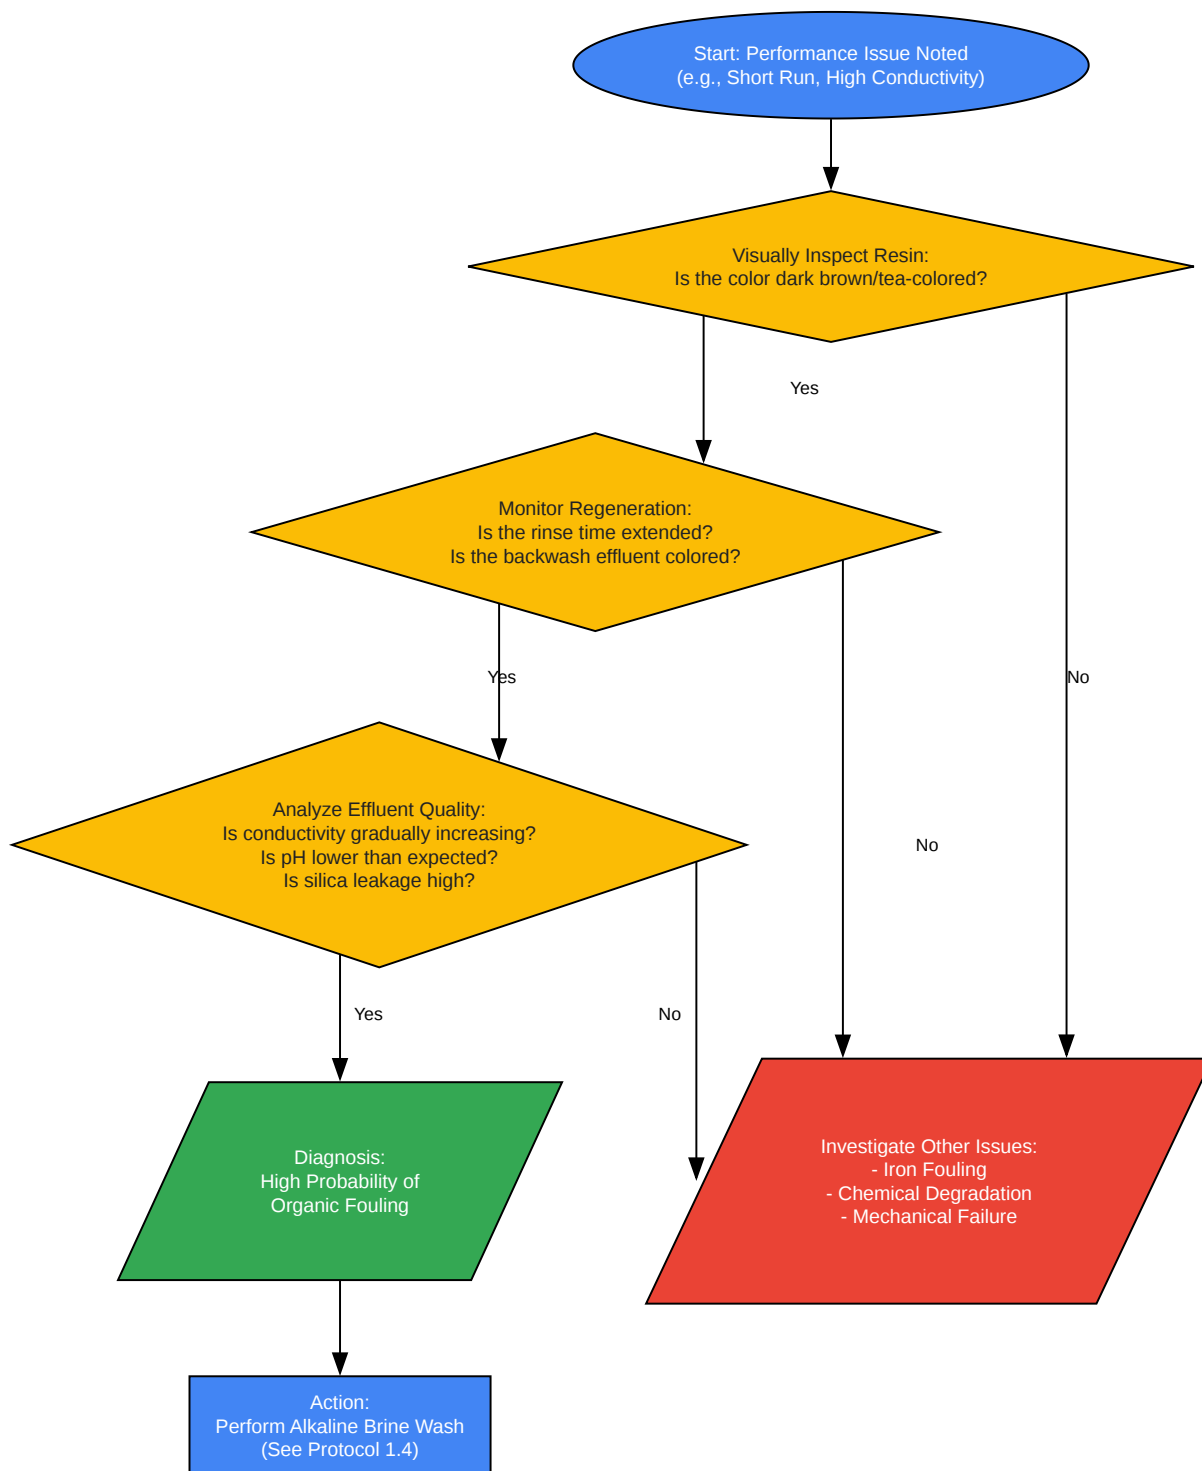 Start: Performance Issue Noted
(e.g., Short Run, High Conductivity)
Visually Inspect Resin:
Is the color dark brown/tea-colored?
Yes
Monitor Regeneration:
Is the rinse time extended?
Is the backwash effluent colored?
Yes
No
Analyze Effluent Quality:
Is conductivity gradually increasing?
Is pH lower than expected?
Is silica leakage high?
No
Yes
No
Diagnosis:
High Probability of
Organic Fouling
Investigate Other Issues:
- Iron Fouling
- Chemical Degradation
- Mechanical Failure
Action:
Perform Alkaline Brine Wash
(See Protocol 1.4)